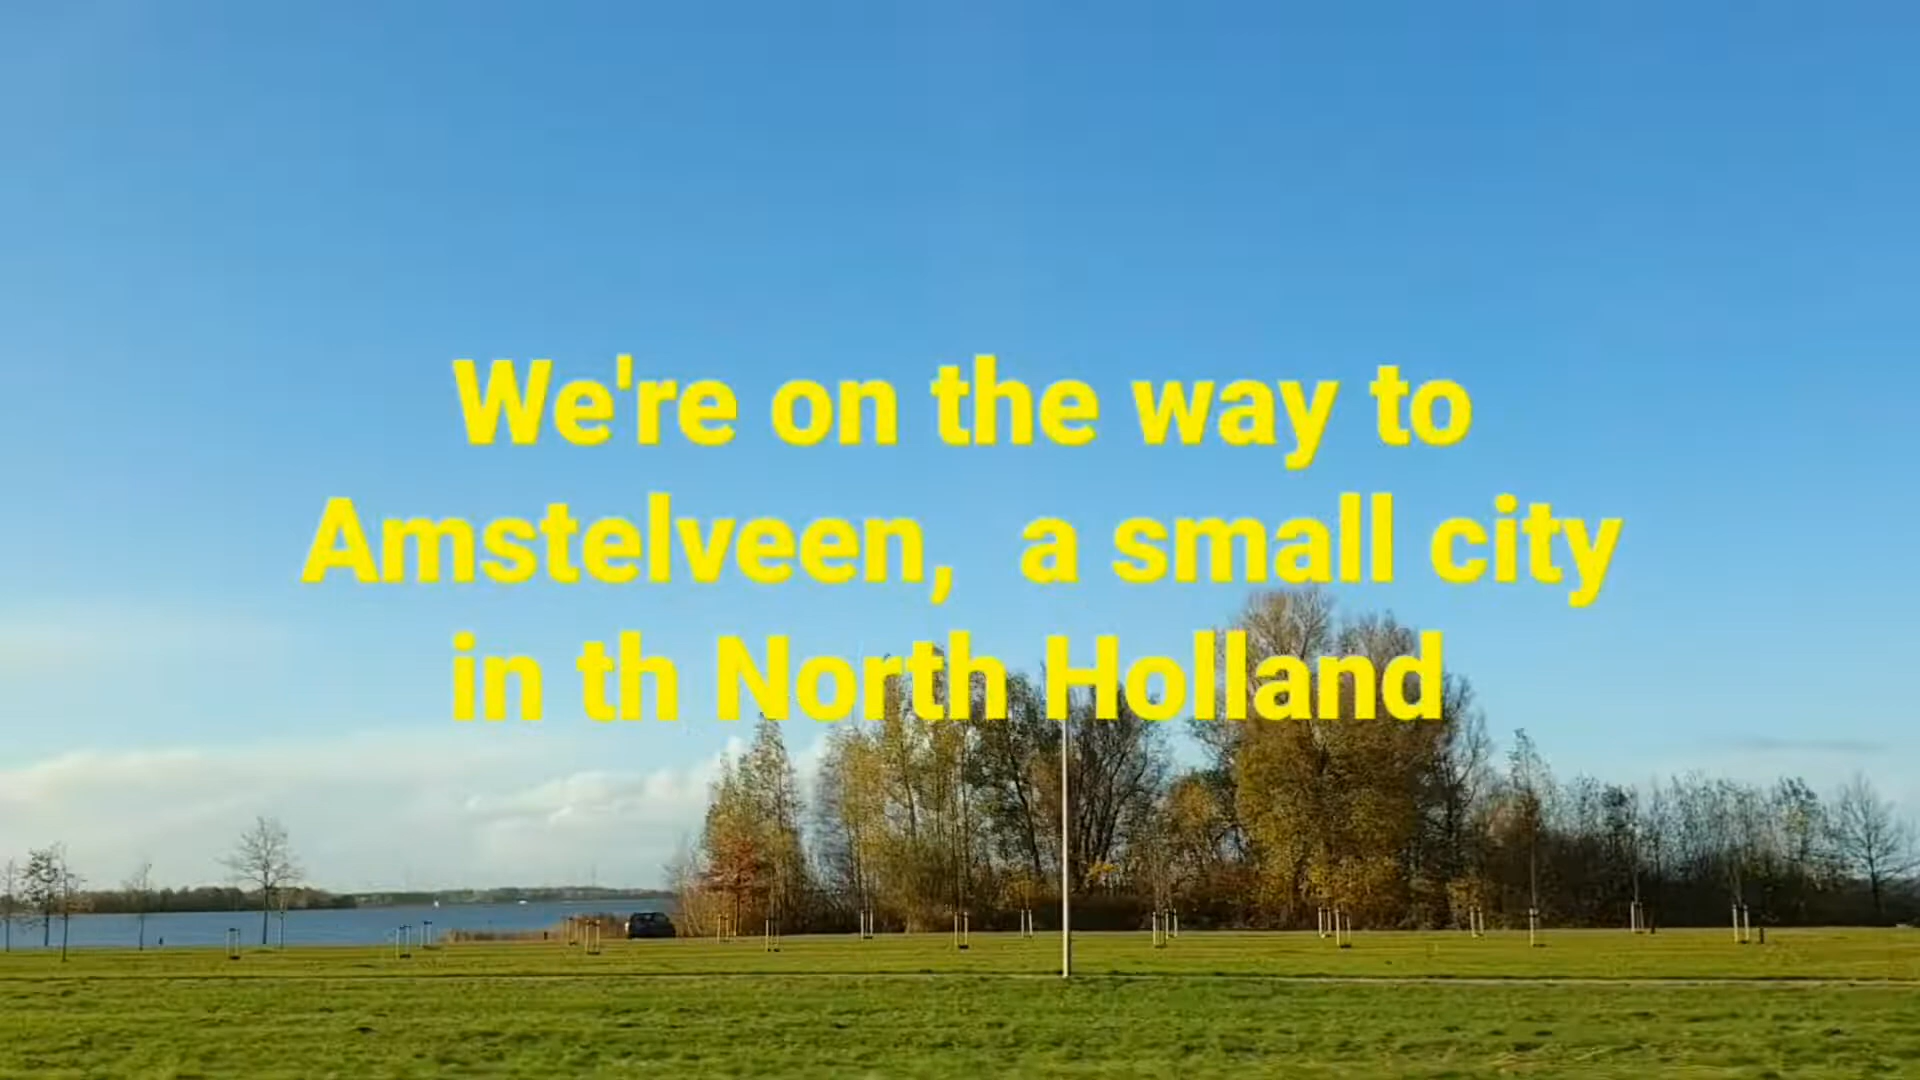 We're on the way to
Amstelveen,  a small city
in th North Holland